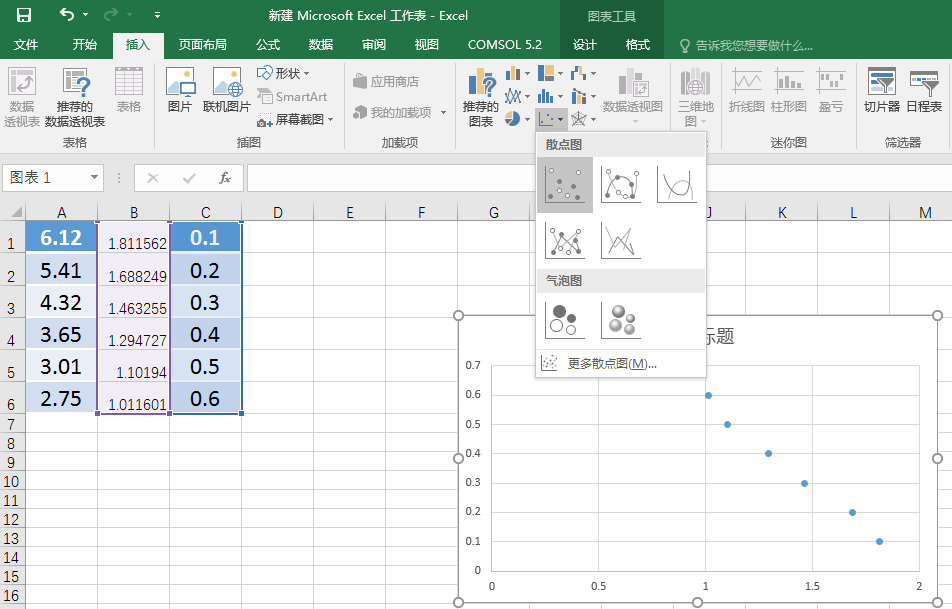 新建 Microsoft Excel 工作表 - Excel
图表工具
文件 开始 插入 页面布局 公式 数据 审阅 视图 COMSOL 5.2 设计 格式 告诉我您想要做什么...
数据
透视表
推荐的
数据透视表
表格
图片
联机图片
形状
SmartArt
屏幕截图
应用商店
我的加载项
推荐的
图表
数据透视图
三维地
图
折线图
柱形图
盈亏
切片器
日程表
表格
插图
加载项
迷你图
筛选器
图表 1
fx
散点图
气泡图
更多散点图(M)...
A B C D E F G J K L M
1 6.12 1.811562 0.1
2 5.41 1.688249 0.2
3 4.32 1.463255 0.3
4 3.65 1.294727 0.4
5 3.01 1.10194 0.5
6 2.75 1.011601 0.6
7
8
9
10
11
12
13
14
15
16
标题
0.7
0.6
0.5
0.4
0.3
0.2
0.1
0
0 0.5 1 1.5 2